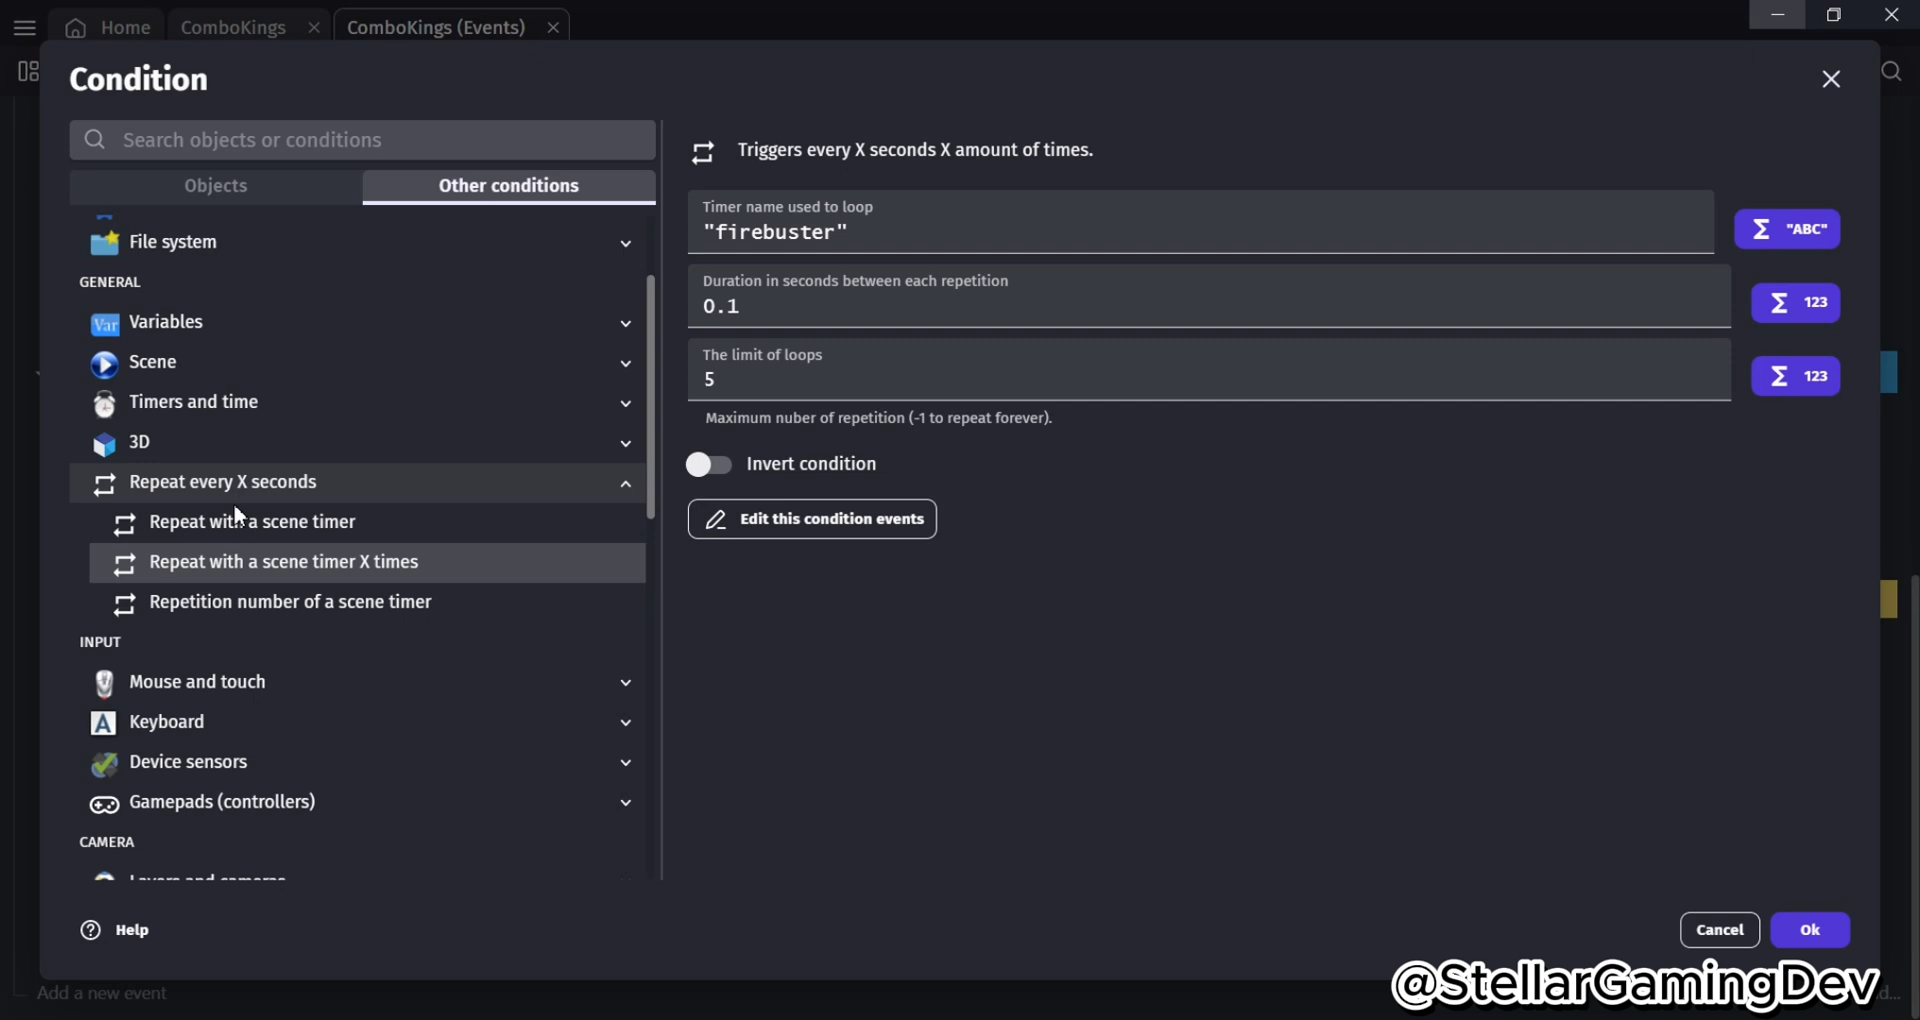 Home
ComboKings
ComboKings (Events)
Condition
Search objects or conditions
Objects
Other conditions
File system
GENERAL
Var Variables
Scene
Timers and time
3D
Repeat every X seconds
Repeat with a scene timer
Repeat with a scene timer X times
Repetition number of a scene timer
INPUT
Mouse and touch
A Keyboard
Device sensors
Gamepads (controllers)
CAMERA
Layers and cameras
Help
Triggers every X seconds X amount of times.
Timer name used to loop
"firebuster"
Σ "ABC"
Duration in seconds between each repetition
0.1
Σ 123
The limit of loops
5
Σ 123
Maximum nuber of repetition (-1 to repeat forever).
Invert condition
Edit this condition events
Cancel
Ok
Add a new event
@StellarGamingDev